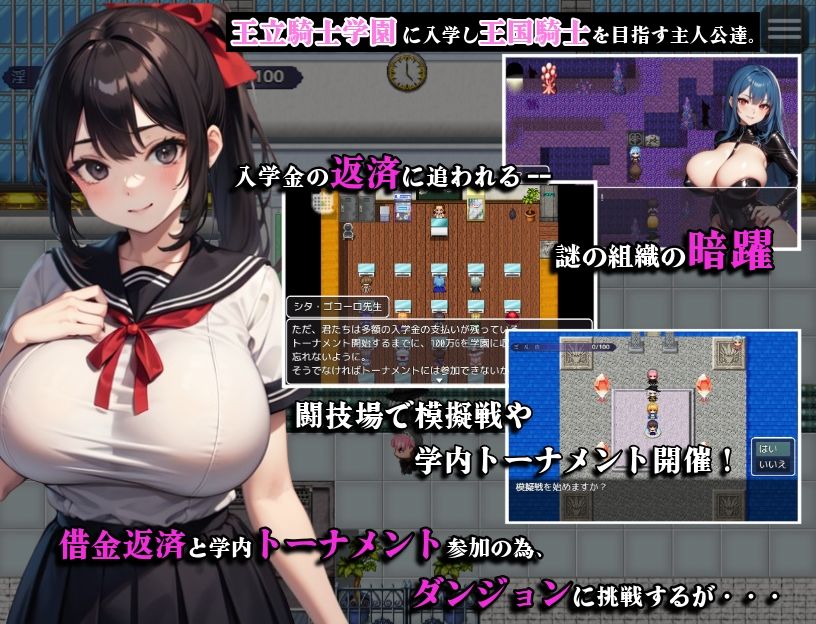 王立騎士学園に入学し王国騎士を目指す主人公達。
淫
100
入学金の返済に追われる--
謎の組織の暗躍
シタ・ゴコーロ先生
ただ、君たちは多額の入学金の支払いが残っている
トーナメント開始するまでに、100万Gを学園に
忘れないように。
そうでなければトーナメントには参加できないか
0/100
闘技場で模擬戦や
学内トーナメント開催！
はい
いいえ
模擬戦を始めますか？
借金返済と学内トーナメント参加の為、
ダンジョンに挑戦するが・・・